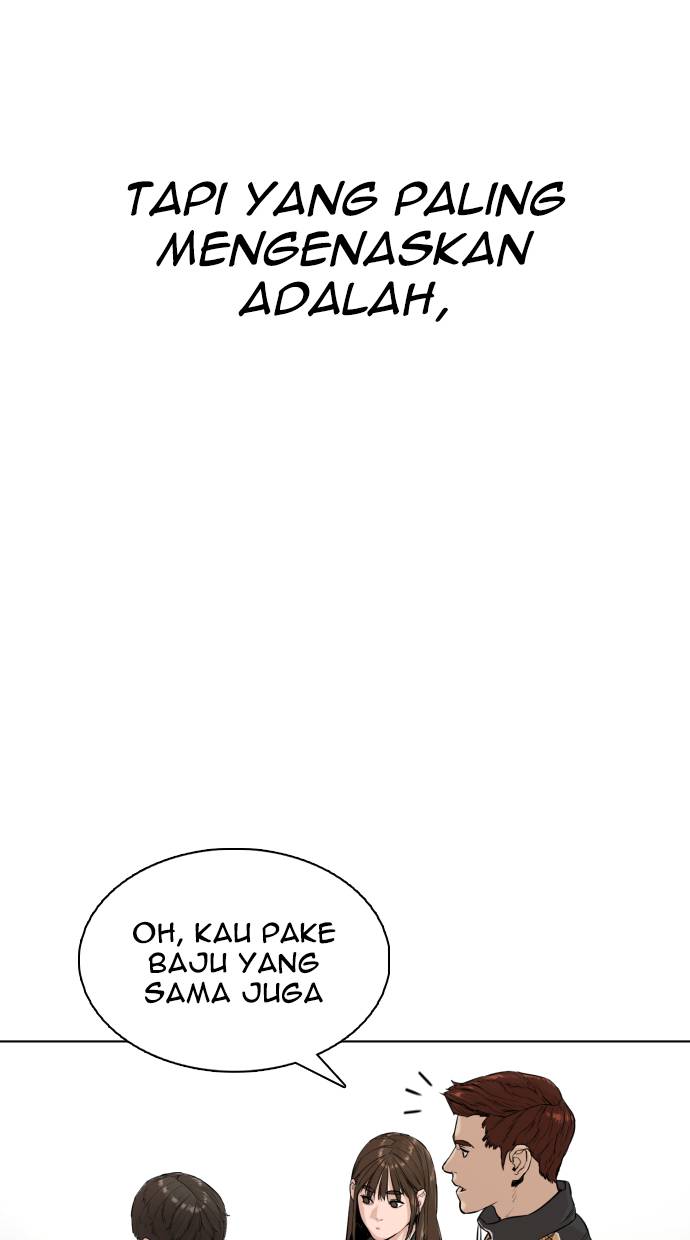 TAPI YANG PALING
MENGENASKAN
ADALAH,
OH, KAU PAKE
BAJU YANG
SAMA JUGA